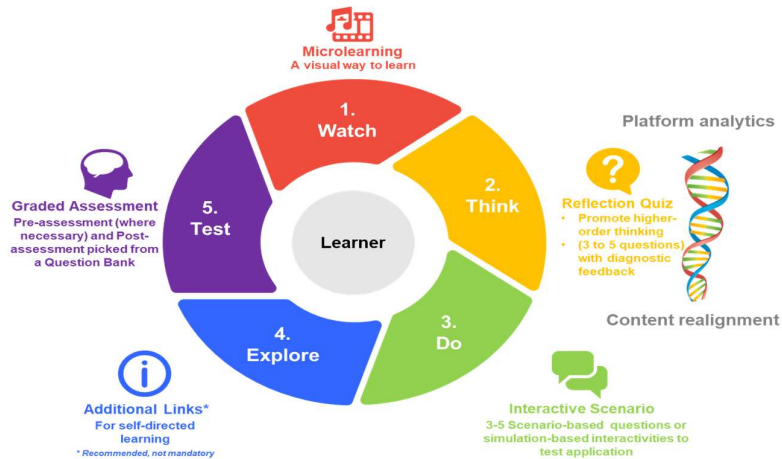 Microlearning
A visual way to learn
1.
Watch
Platform analytics
2.
Think
Reflection Quiz
• Promote higher-
order thinking
• (3 to 5 questions)
with diagnostic
feedback
Graded Assessment
Pre-assessment (where
necessary) and Post-
assessment picked from
a Question Bank
5.
Test
Learner
Content realignment
3.
Do
4.
Explore
Additional Links*
For self-directed
learning
* Recommended, not mandatory
Interactive Scenario
3-5 Scenario-based questions or
simulation-based interactivities to
test application